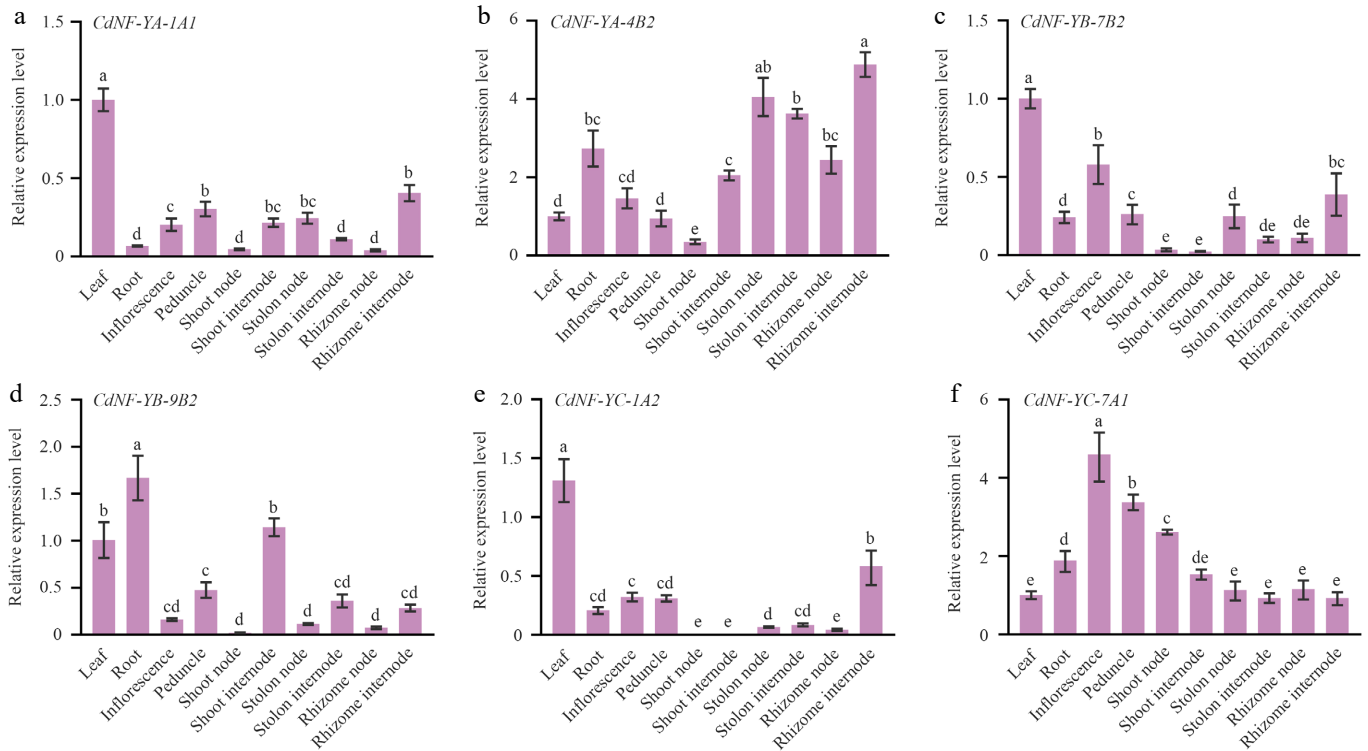 a
CdNF-YA-1A1
Relative expression level
1.5
1.0
0.5
0
a
d
c
b
d
bc
bc
d
d
b
Leaf
Root
Inflorescence
Peduncle
Shoot node
Shoot internode
Stolon node
Stolon internode
Rhizome node
Rhizome internode
b
CdNF-YA-4B2
Relative expression level
6
4
2
0
d
bc
cd
d
e
c
ab
b
bc
a
Leaf
Root
Inflorescence
Peduncle
Shoot node
Shoot internode
Stolon node
Stolon internode
Rhizome node
Rhizome internode
c
CdNF-YB-7B2
Relative expression level
1.5
1.0
0.5
0
a
d
b
c
e
e
d
de
de
bc
Leaf
Root
Inflorescence
Peduncle
Shoot node
Shoot internode
Stolon node
Stolon internode
Rhizome node
Rhizome internode
d
CdNF-YB-9B2
Relative expression level
2.5
2.0
1.5
1.0
0.5
0
b
a
cd
c
d
b
d
cd
d
cd
Leaf
Root
Inflorescence
Peduncle
Shoot node
Shoot internode
Stolon node
Stolon internode
Rhizome node
Rhizome internode
e
CdNF-YC-1A2
Relative expression level
2.0
1.5
1.0
0.5
0
a
cd
c
cd
e
e
d
cd
e
b
Leaf
Root
Inflorescence
Peduncle
Shoot node
Shoot internode
Stolon node
Stolon internode
Rhizome node
Rhizome internode
f
CdNF-YC-7A1
Relative expression level
6
4
2
0
e
d
a
b
c
de
e
e
e
e
Leaf
Root
Inflorescence
Peduncle
Shoot node
Shoot internode
Stolon node
Stolon internode
Rhizome node
Rhizome internode